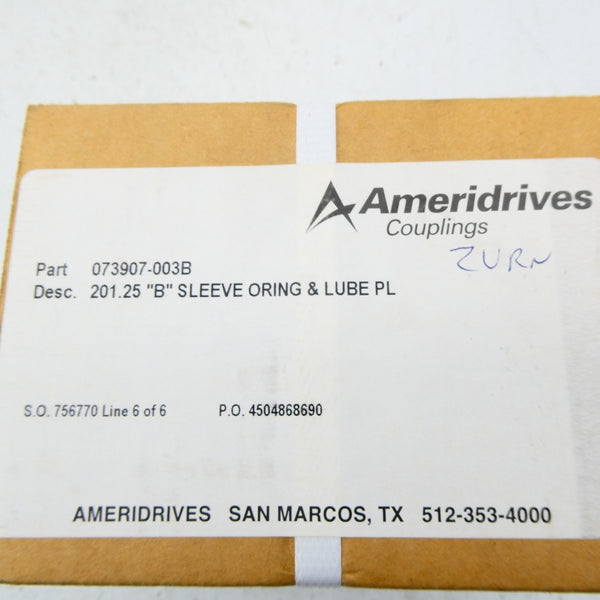 Ameridrives
Couplings
ZURN
Part 073907-003B
Desc. 201.25 "B" SLEEVE ORING & LUBE PL
S.O. 756770 Line 6 of 6 P.O. 4504868690
AMERIDRIVES SAN MARCOS, TX 512-353-4000